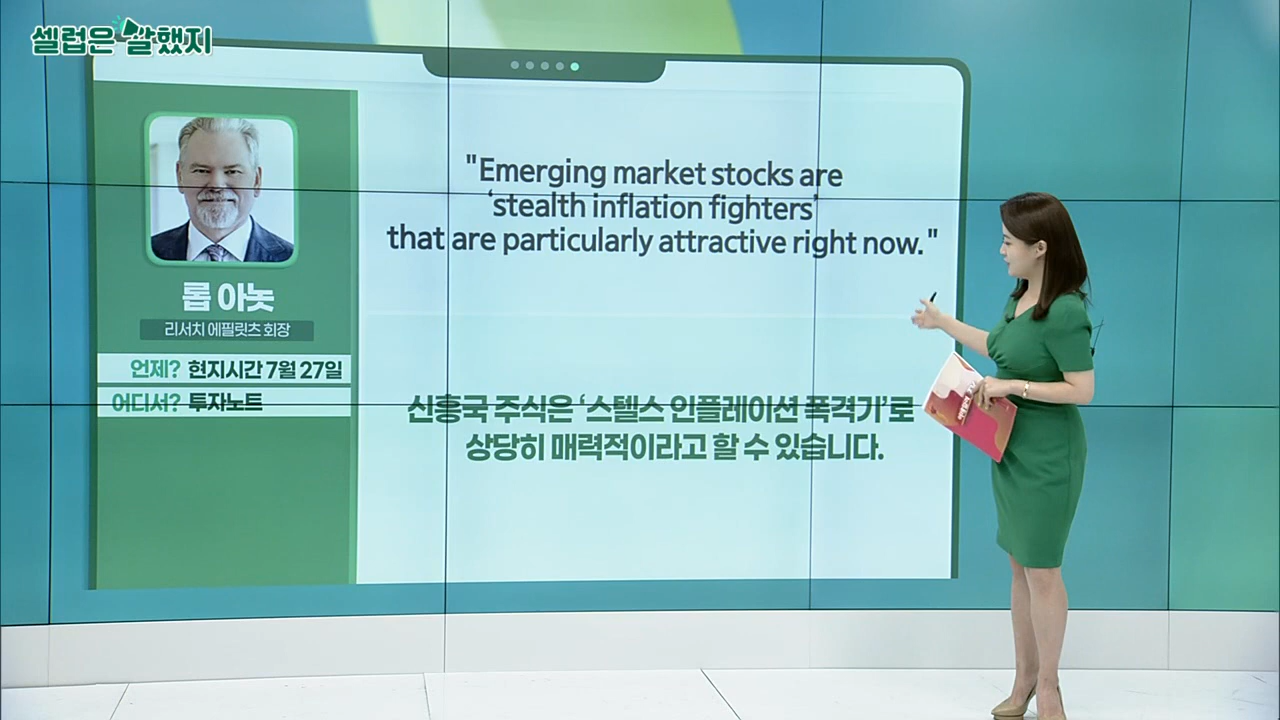 셀럽은 말했지
"Emerging market stocks are
‘stealth inflation fighters’
that are particularly attractive right now."
롭 아놋
리서치 에필릿츠 회장
언제? 현지시간 7월 27일
어디서? 투자노트
신흥국 주식은 ‘스텔스 인플레이션 폭격기’로
상당히 매력적이라고 할 수 있습니다.